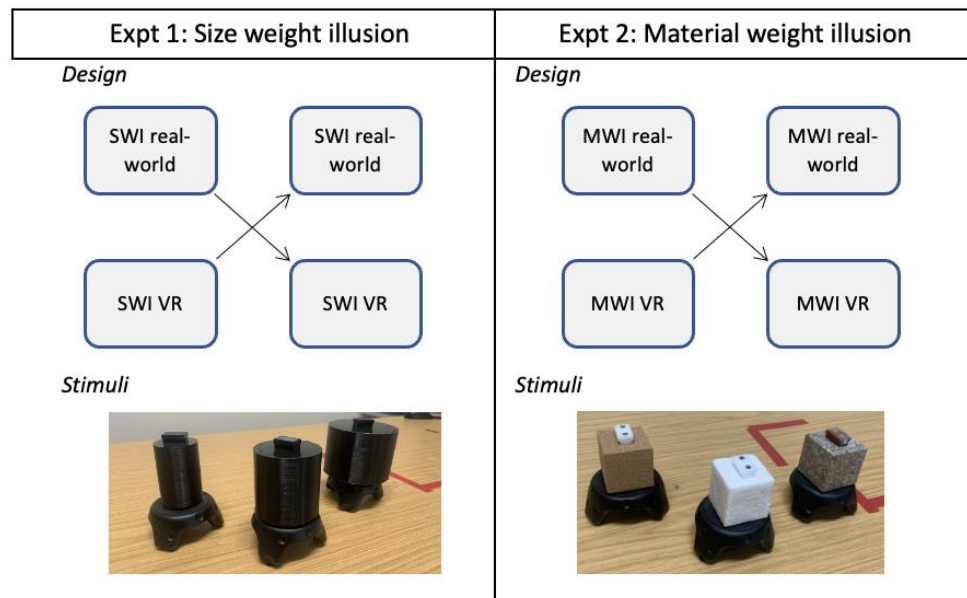 Expt 1: Size weight illusion
Design
SWI real-
world
SWI real-
world
SWI VR
SWI VR
Stimuli
Expt 2: Material weight illusion
Design
MWI real-
world
MWI real-
world
MWI VR
MWI VR
Stimuli